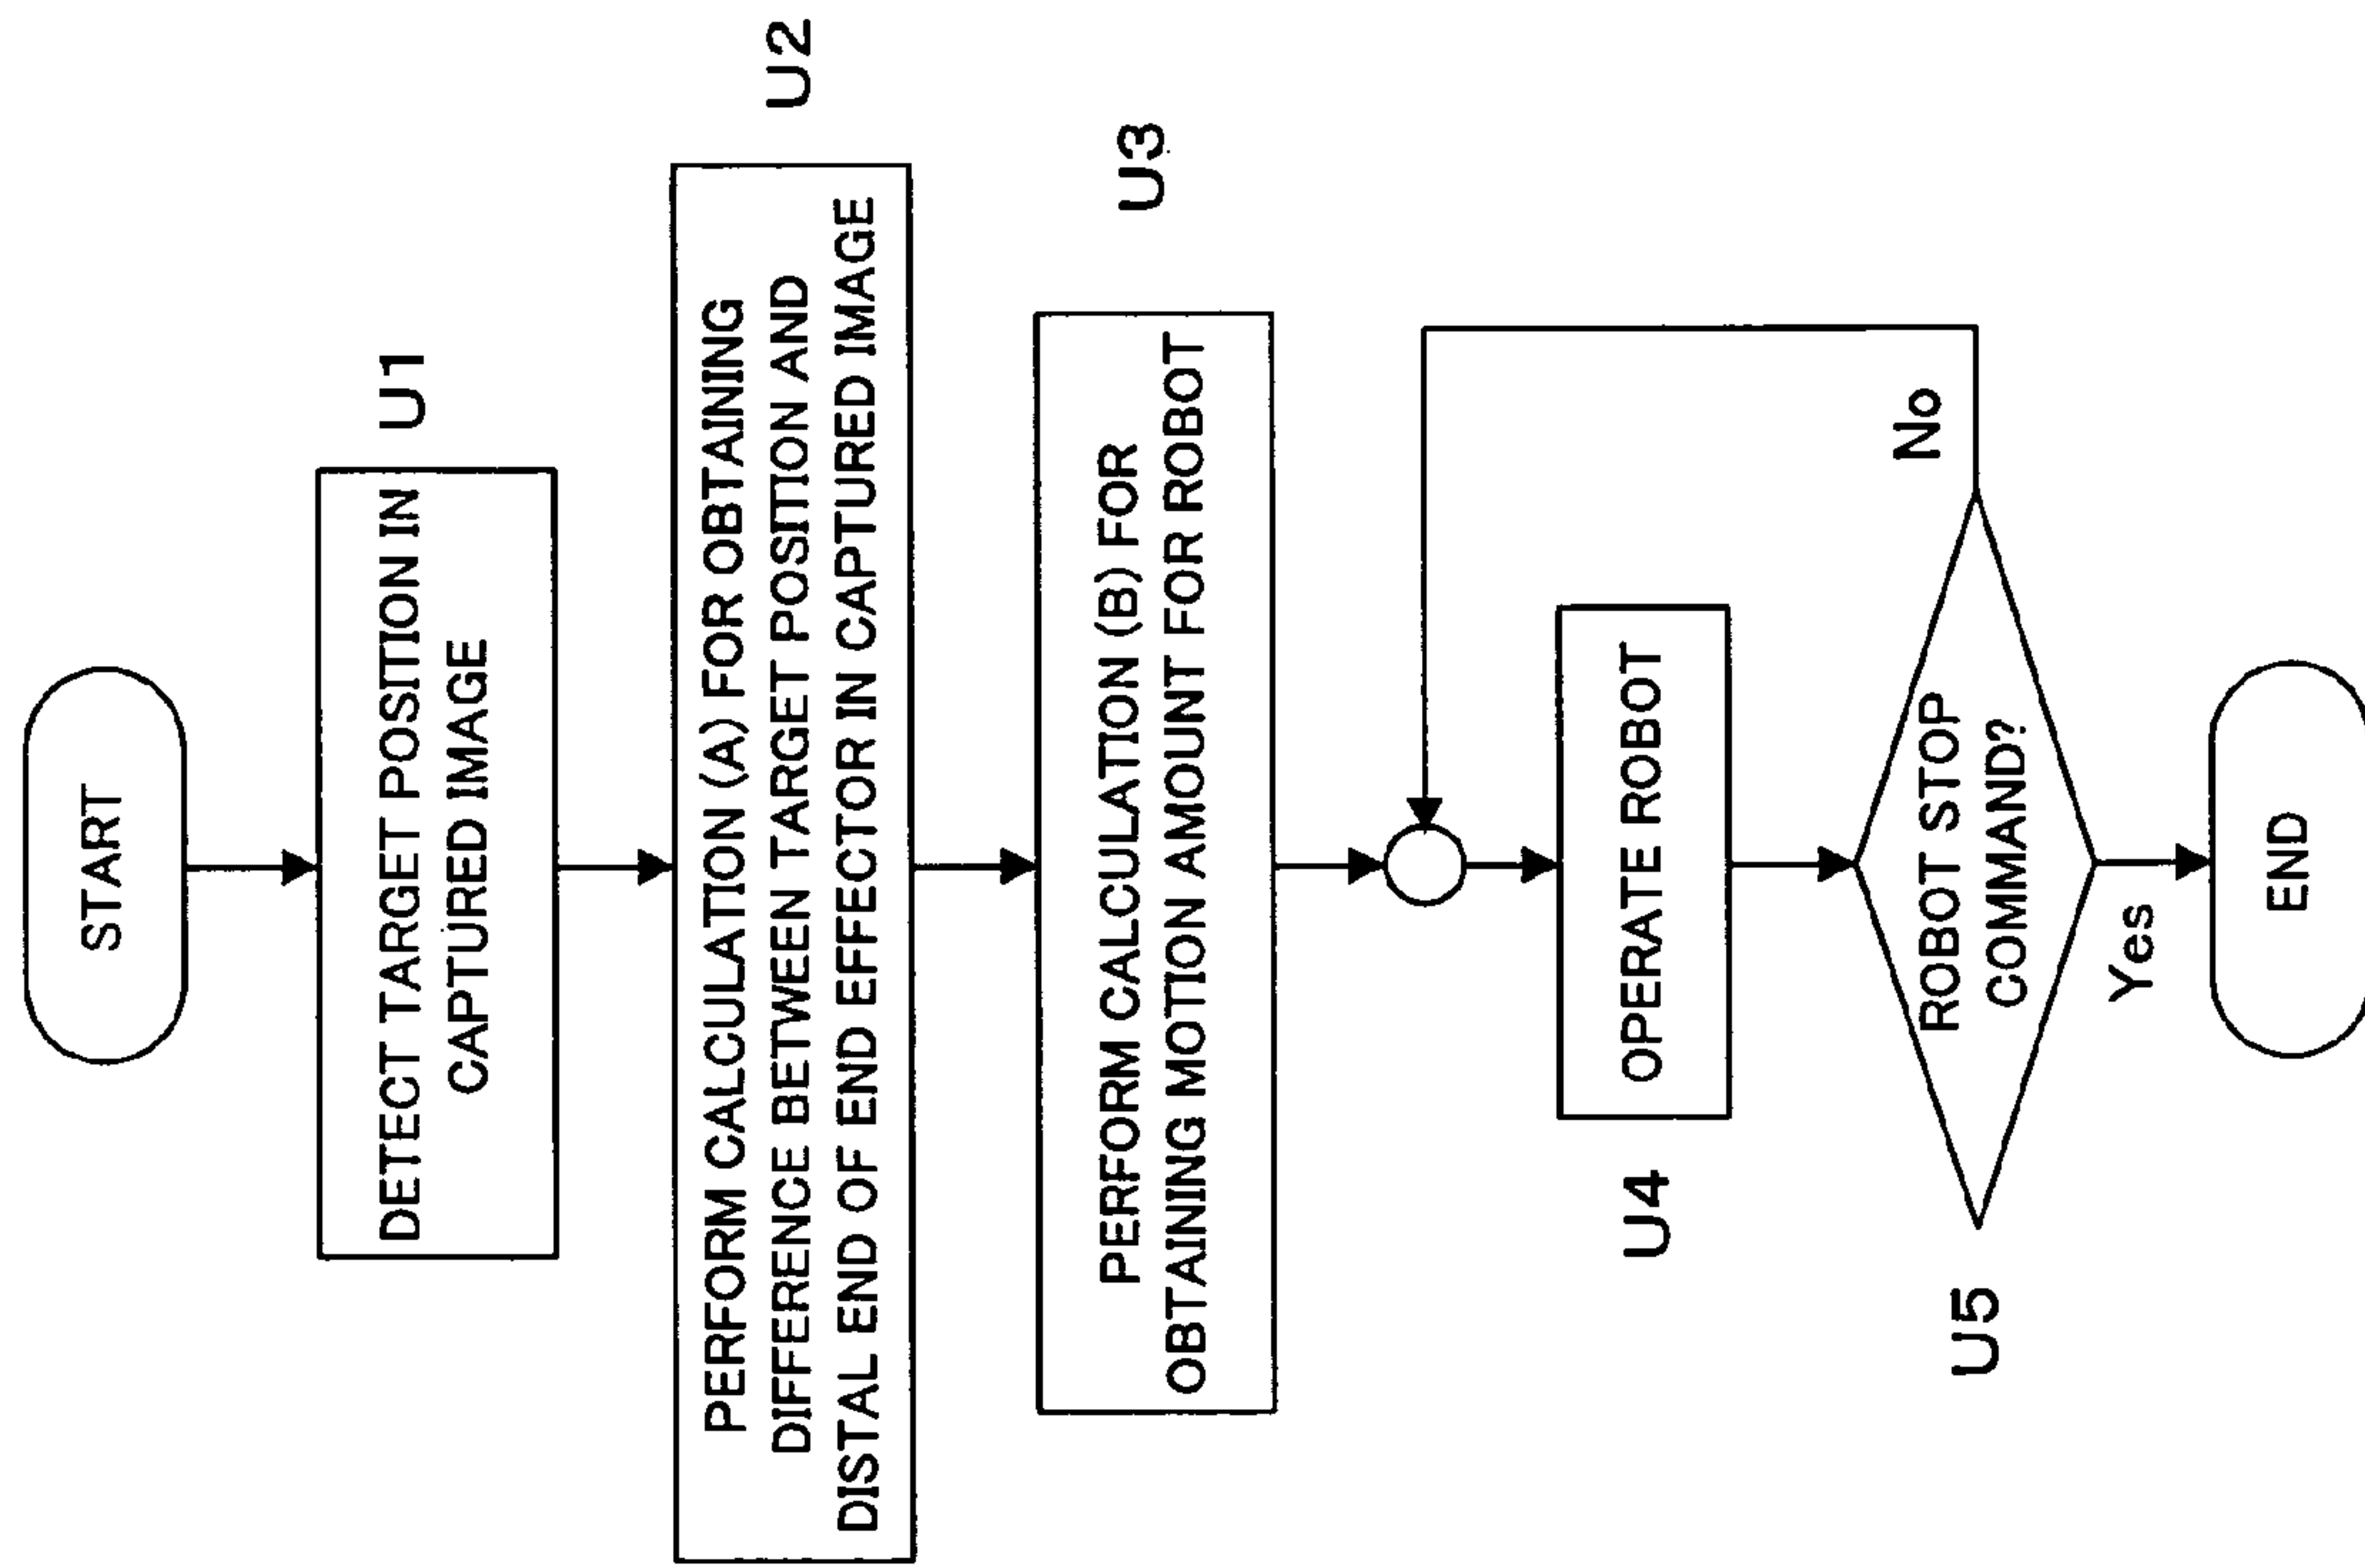 START
DETECT TARGET POSITION IN
CAPTURED IMAGE
U1
PERFORM CALCULATION (A) FOR OBTAINING
DIFFERENCE BETWEEN TARGET POSITION AND
DISTAL END OF END EFFECTOR IN CAPTURED IMAGE
U2
PERFORM CALCULATION (B) FOR
OBTAINING MOTION AMOUNT FOR ROBOT
U3
U4
OPERATE ROBOT
U5
ROBOT STOP
COMMAND?
No
Yes
END